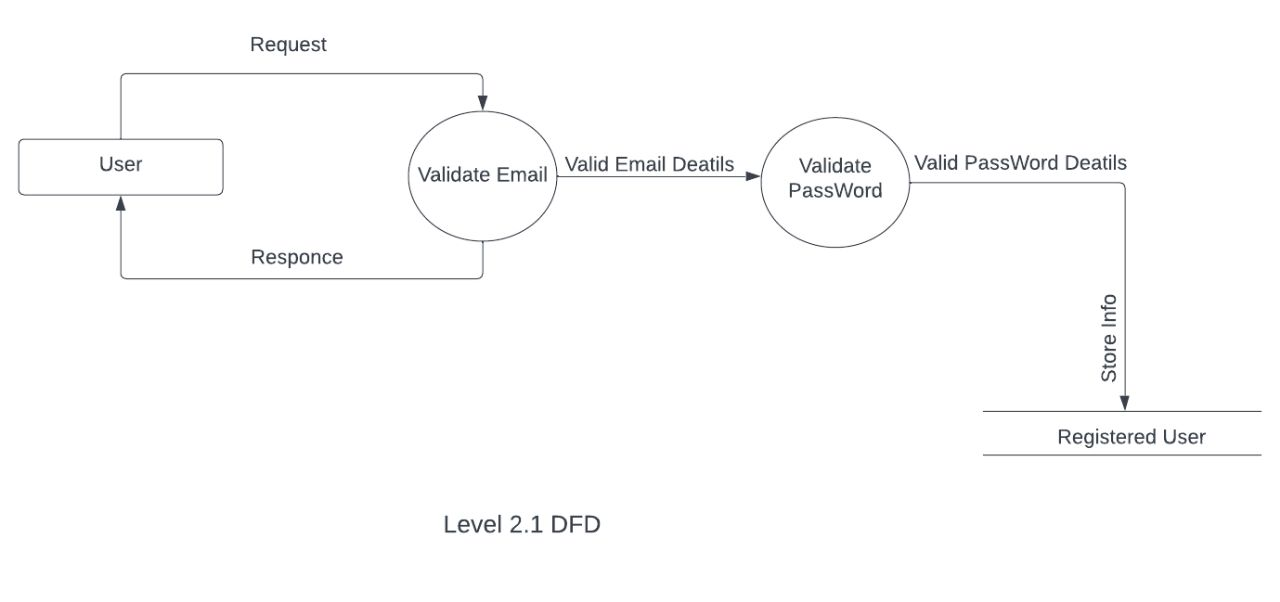 Request
User
Validate Email
Valid Email Deatils
Validate
PassWord
Valid PassWord Deatils
Responce
Store Info
Registered User
Level 2.1 DFD